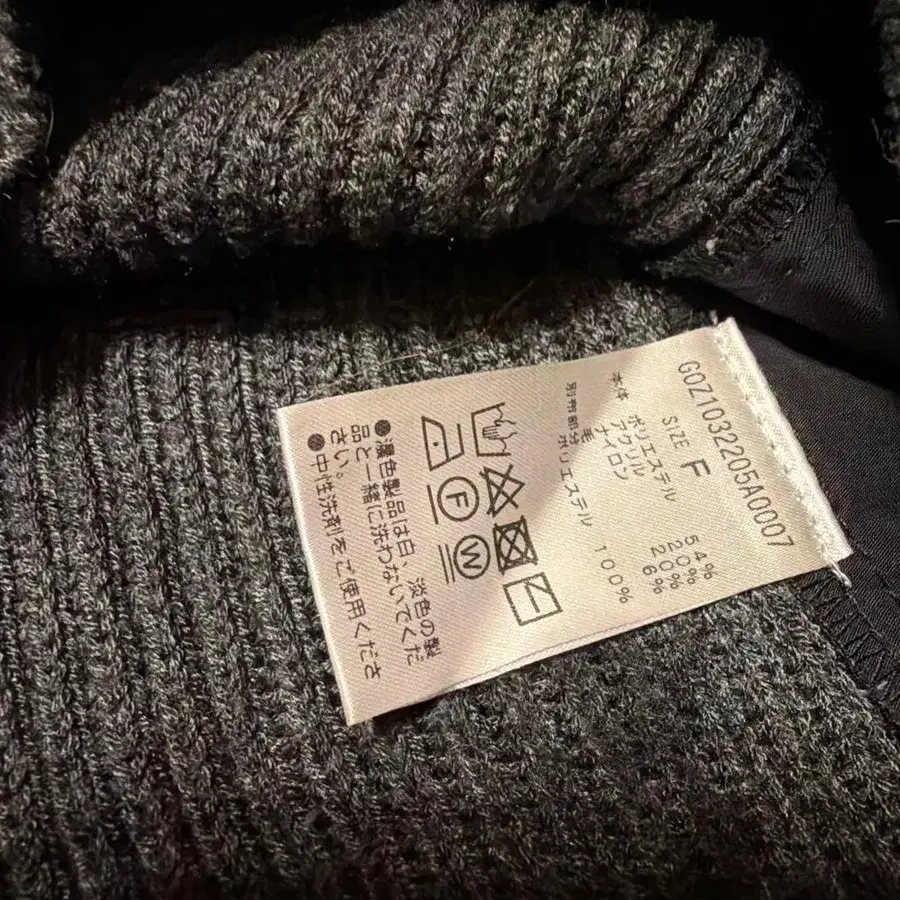 G0Z1032205A0007
SIZE F
本体 ポリエステル 54%
アクリル 20%
ナイロン 20%
毛 6%
別布部分 ポリエステル 100%
F W
●濃色製品は白、淡色の製
品と一緒に洗わないでくだ
さい。
●中性洗剤をご使用くださ